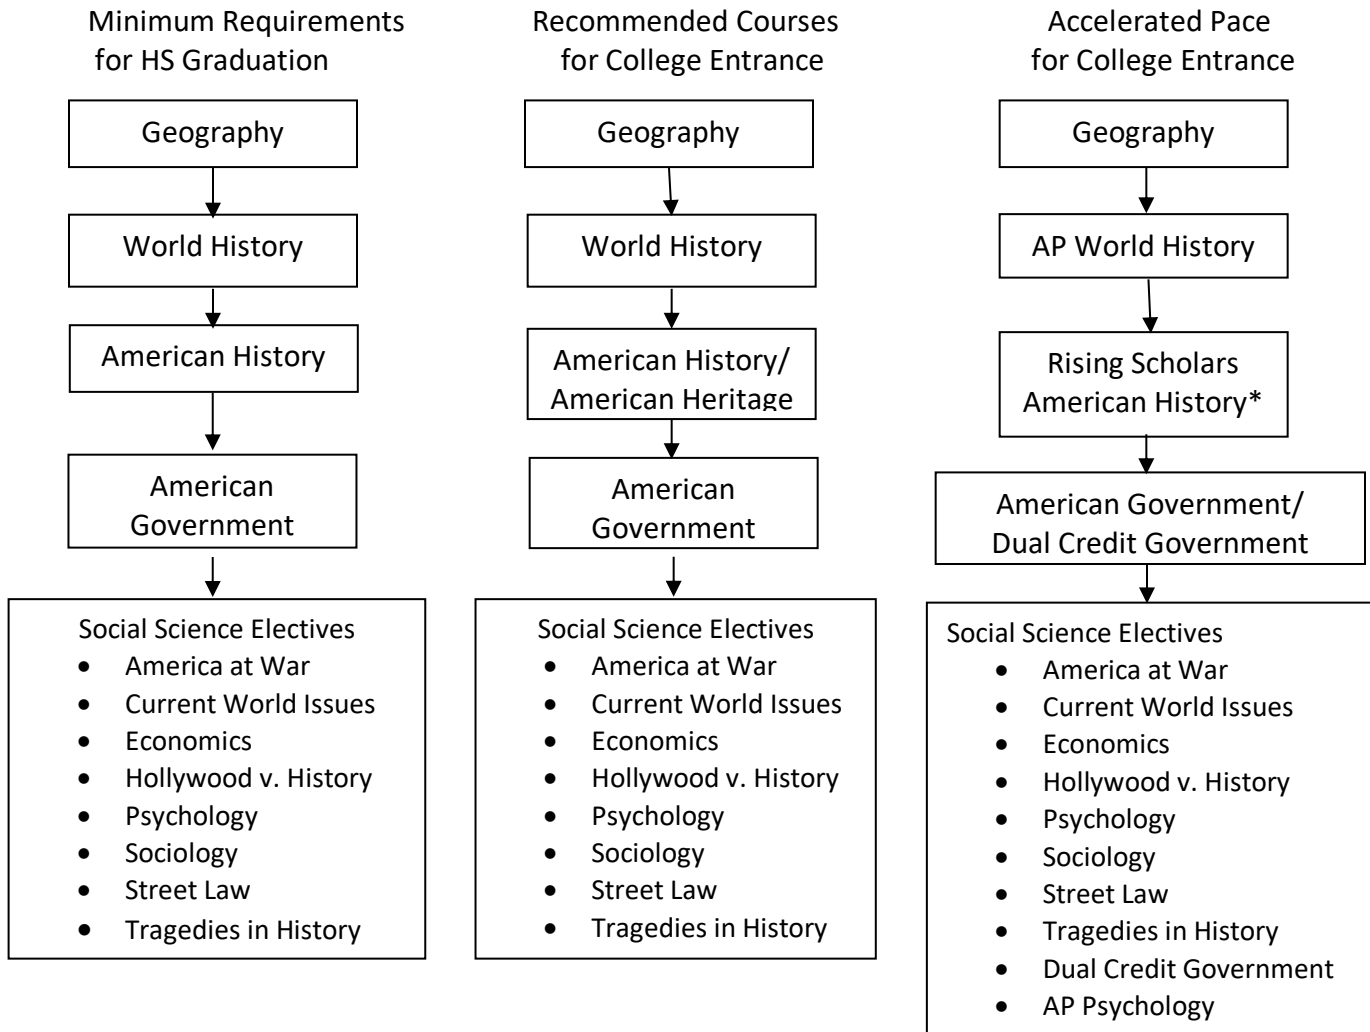 Minimum Requirements
for HS Graduation
Geography
World History
American History
American
Government
Social Science Electives
• America at War
• Current World Issues
• Economics
• Hollywood v. History
• Psychology
• Sociology
• Street Law
• Tragedies in History
Recommended Courses
for College Entrance
Geography
World History
American History/
American Heritage
American
Government
Social Science Electives
• America at War
• Current World Issues
• Economics
• Hollywood v. History
• Psychology
• Sociology
• Street Law
• Tragedies in History
Accelerated Pace
for College Entrance
Geography
AP World History
Rising Scholars
American History*
American Government/
Dual Credit Government
Social Science Electives
• America at War
• Current World Issues
• Economics
• Hollywood v. History
• Psychology
• Sociology
• Street Law
• Tragedies in History
• Dual Credit Government
• AP Psychology